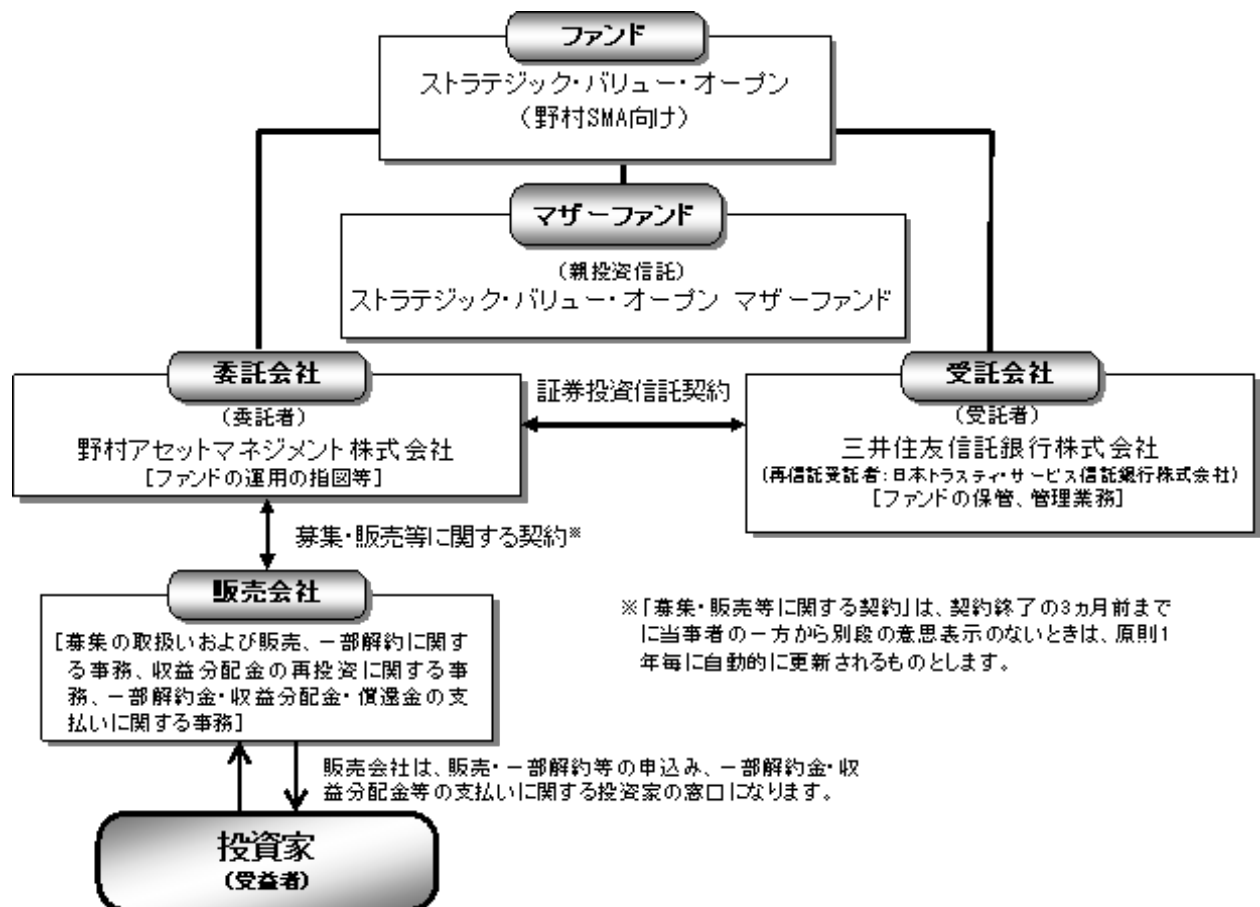 ファンド
ストラテジック・バリュー・オープン
（野村SMA向け）
マザーファンド
（親投資信託）
ストラテジック・バリュー・オープン マザーファンド
委託会社
（委託者）
野村アセットマネジメント株式会社
［ファンドの運用の指図等］
証券投資信託契約
受託会社
（受託者）
三井住友信託銀行株式会社
（再信託受託者：日本トラスティ・サービス信託銀行株式会社）
［ファンドの保管、管理業務］
募集・販売等に関する契約※
販売会社
［募集の取扱いおよび販売、一部解約に関す
る事務、収益分配金の再投資に関する事
務、一部解約金・収益分配金・償還金の支
払いに関する事務］
※「募集・販売等に関する契約」は、契約終了の3ヵ月前まで
に当事者の一方から別段の意思表示のないときは、原則1
年毎に自動的に更新されるものとします。
販売会社は、販売・一部解約等の申込み、一部解約金・収
益分配金等の支払いに関する投資家の窓口になります。
投資家
（受益者）